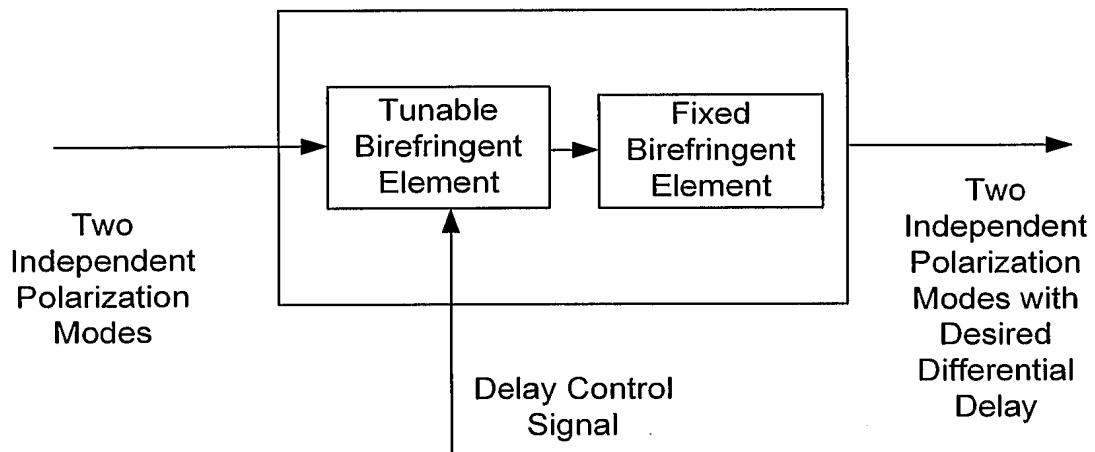 Tunable
Birefringent
Element
Fixed
Birefringent
Element
Two
Independent
Polarization
Modes
Two
Independent
Polarization
Modes with
Desired
Differential
Delay
Delay Control
Signal